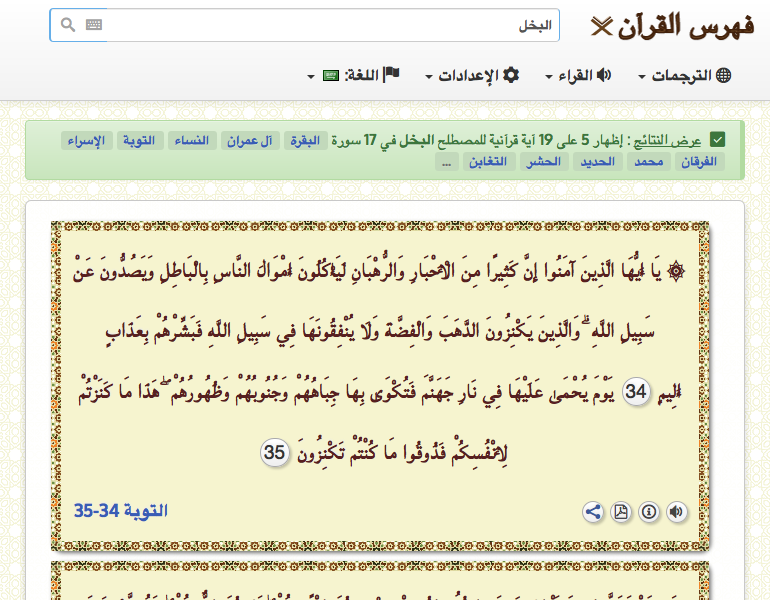 فهرس القرآن
البخل
الترجمات
القراء
الإعدادات
اللغة:
عرض النتائج : إظهار 5 على 19 آية قرآنية للمصطلح البخل في 17 سورة البقرة آل عمران النساء التوبة الإسراء
الفرقان محمد الحديد الحشر التغابن ...
يَا أَيُّهَا الَّذِينَ آمَنُوا إِنَّ كَثِيرًا مِنَ الْأَحْبَارِ وَالرُّهْبَانِ لَيَأْكُلُونَ أَمْوَالَ النَّاسِ بِالْبَاطِلِ وَيَصُدُّونَ عَنْ
سَبِيلِ اللَّهِ ۗ وَالَّذِينَ يَكْنِزُونَ الذَّهَبَ وَالْفِضَّةَ وَلَا يُنْفِقُونَهَا فِي سَبِيلِ اللَّهِ فَبَشِّرْهُمْ بِعَذَابٍ
أَلِيمٍ 34 يَوْمَ يُحْمَىٰ عَلَيْهَا فِي نَارِ جَهَنَّمَ فَتُكْوَىٰ بِهَا جِبَاهُهُمْ وَجُنُوبُهُمْ وَظُهُورُهُمْ ۖ هَٰذَا مَا كَنَزْتُمْ
لِأَنْفُسِكُمْ فَذُوقُوا مَا كُنْتُمْ تَكْنِزُونَ 35
التوبة 34-35